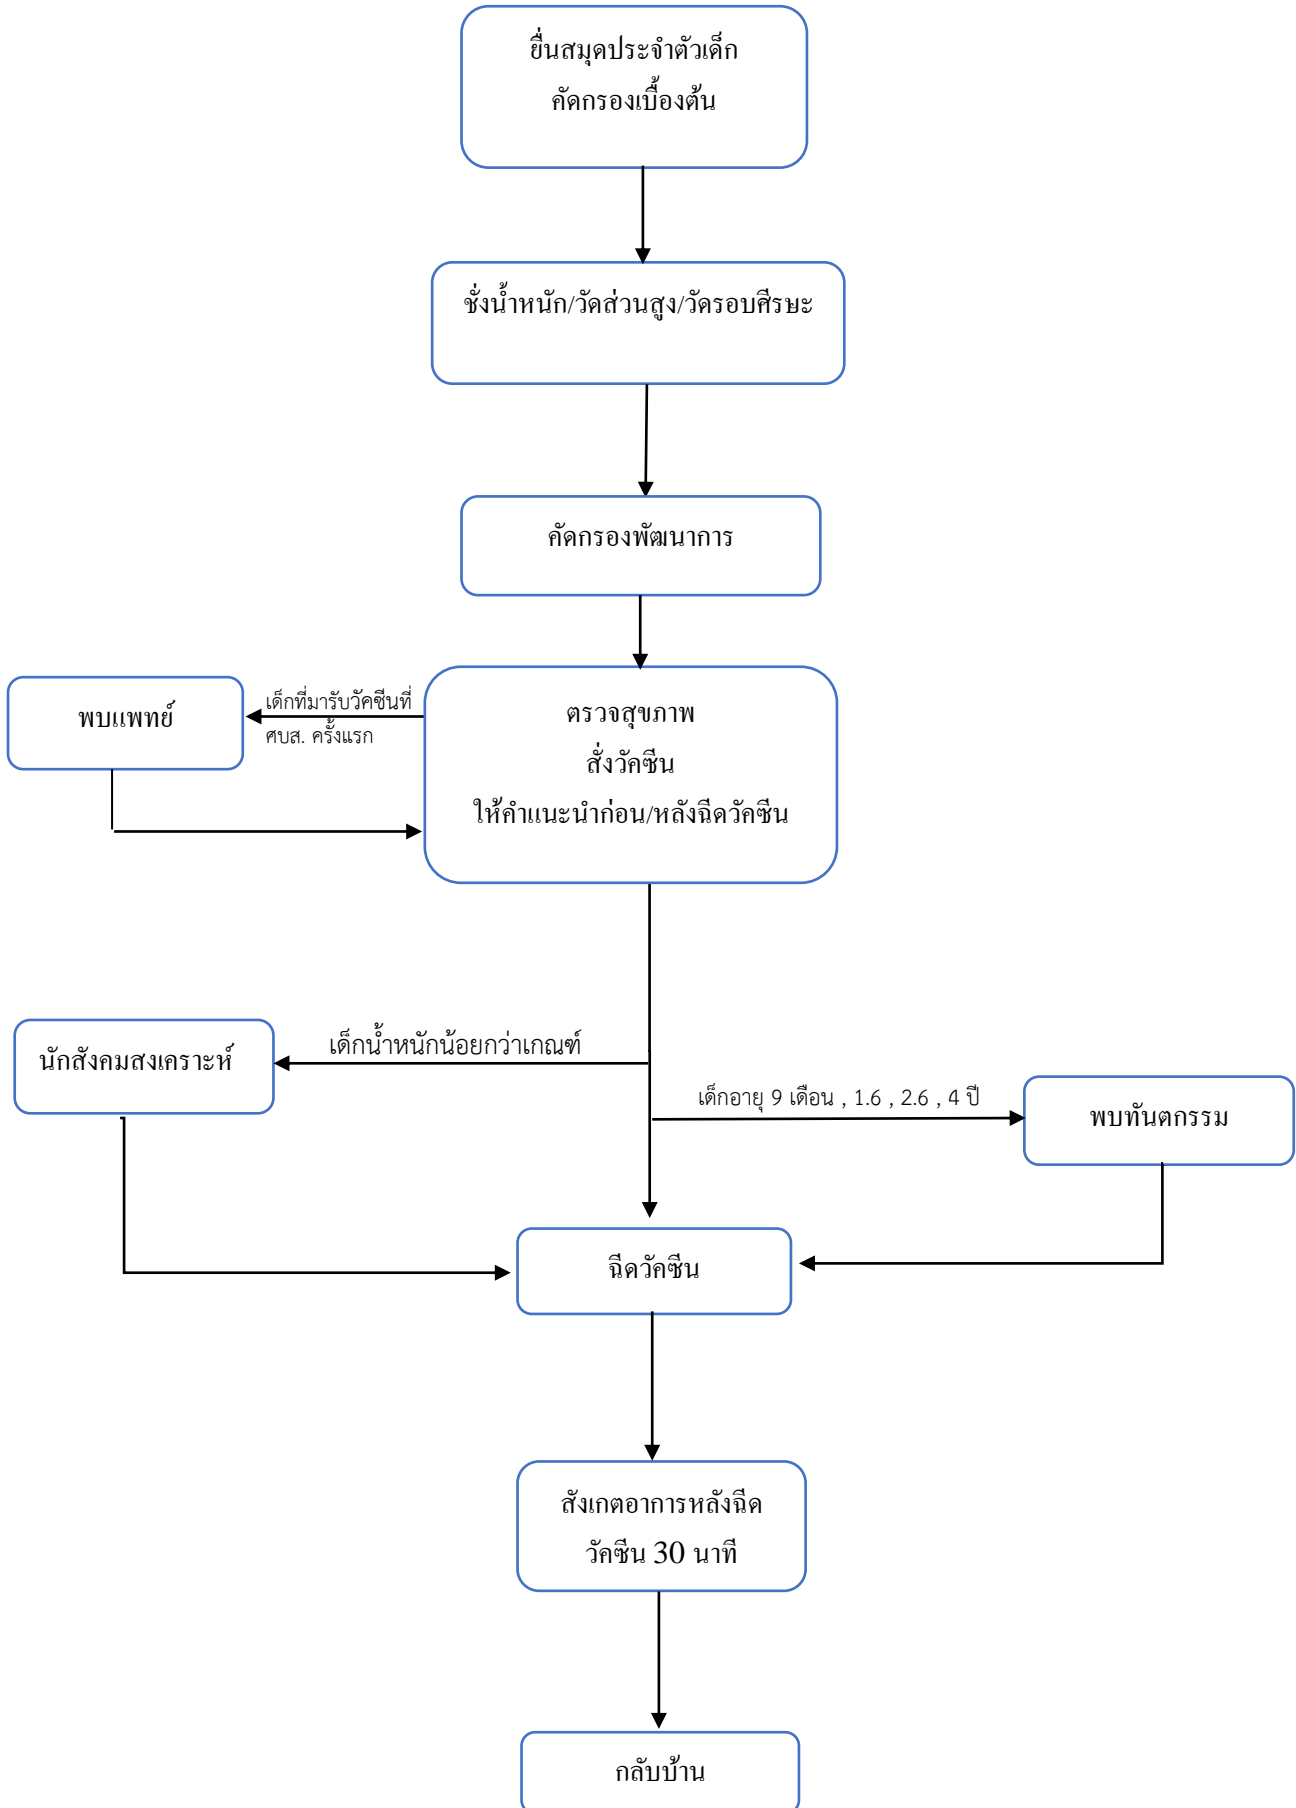 ยื่นสมุดประจำตัวเด็ก
คัดกรองเบื้องต้น
ชั่งน้ำหนัก/วัดส่วนสูง/วัดรอบศีรษะ
คัดกรองพัฒนาการ
พบแพทย์
เด็กที่มารับวัคซีนที่
ศบส. ครั้งแรก
ตรวจสุขภาพ
สั่งวัคซีน
ให้คำแนะนำก่อน/หลังฉีดวัคซีน
นักสังคมสงเคราะห์
เด็กน้ำหนักน้อยกว่าเกณฑ์
เด็กอายุ 9 เดือน , 1.6 , 2.6 , 4 ปี
พบทันตกรรม
ฉีดวัคซีน
สังเกตอาการหลังฉีด
วัคซีน 30 นาที
กลับบ้าน